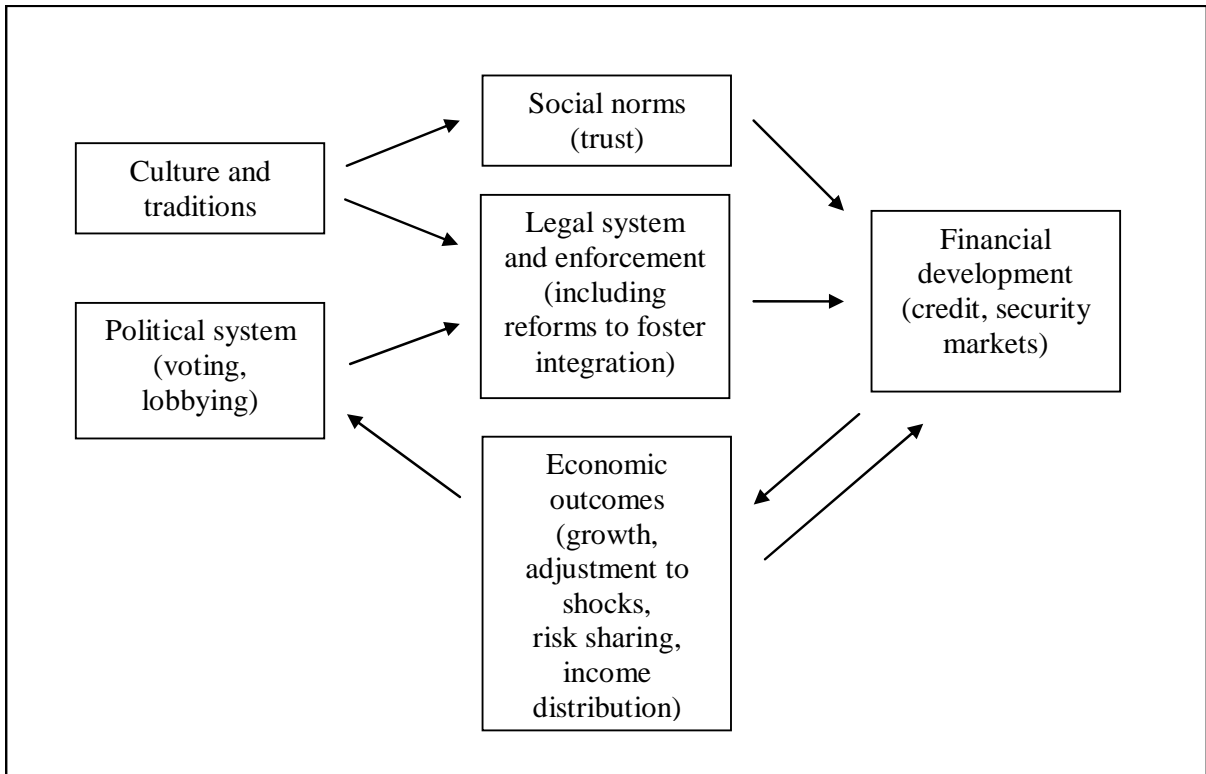 Culture and
traditions
Political system
(voting,
lobbying)
Social norms
(trust)
Legal system
and enforcement
(including
reforms to foster
integration)
Economic
outcomes
(growth,
adjustment to
shocks,
risk sharing,
income
distribution)
Financial
development
(credit, security
markets)